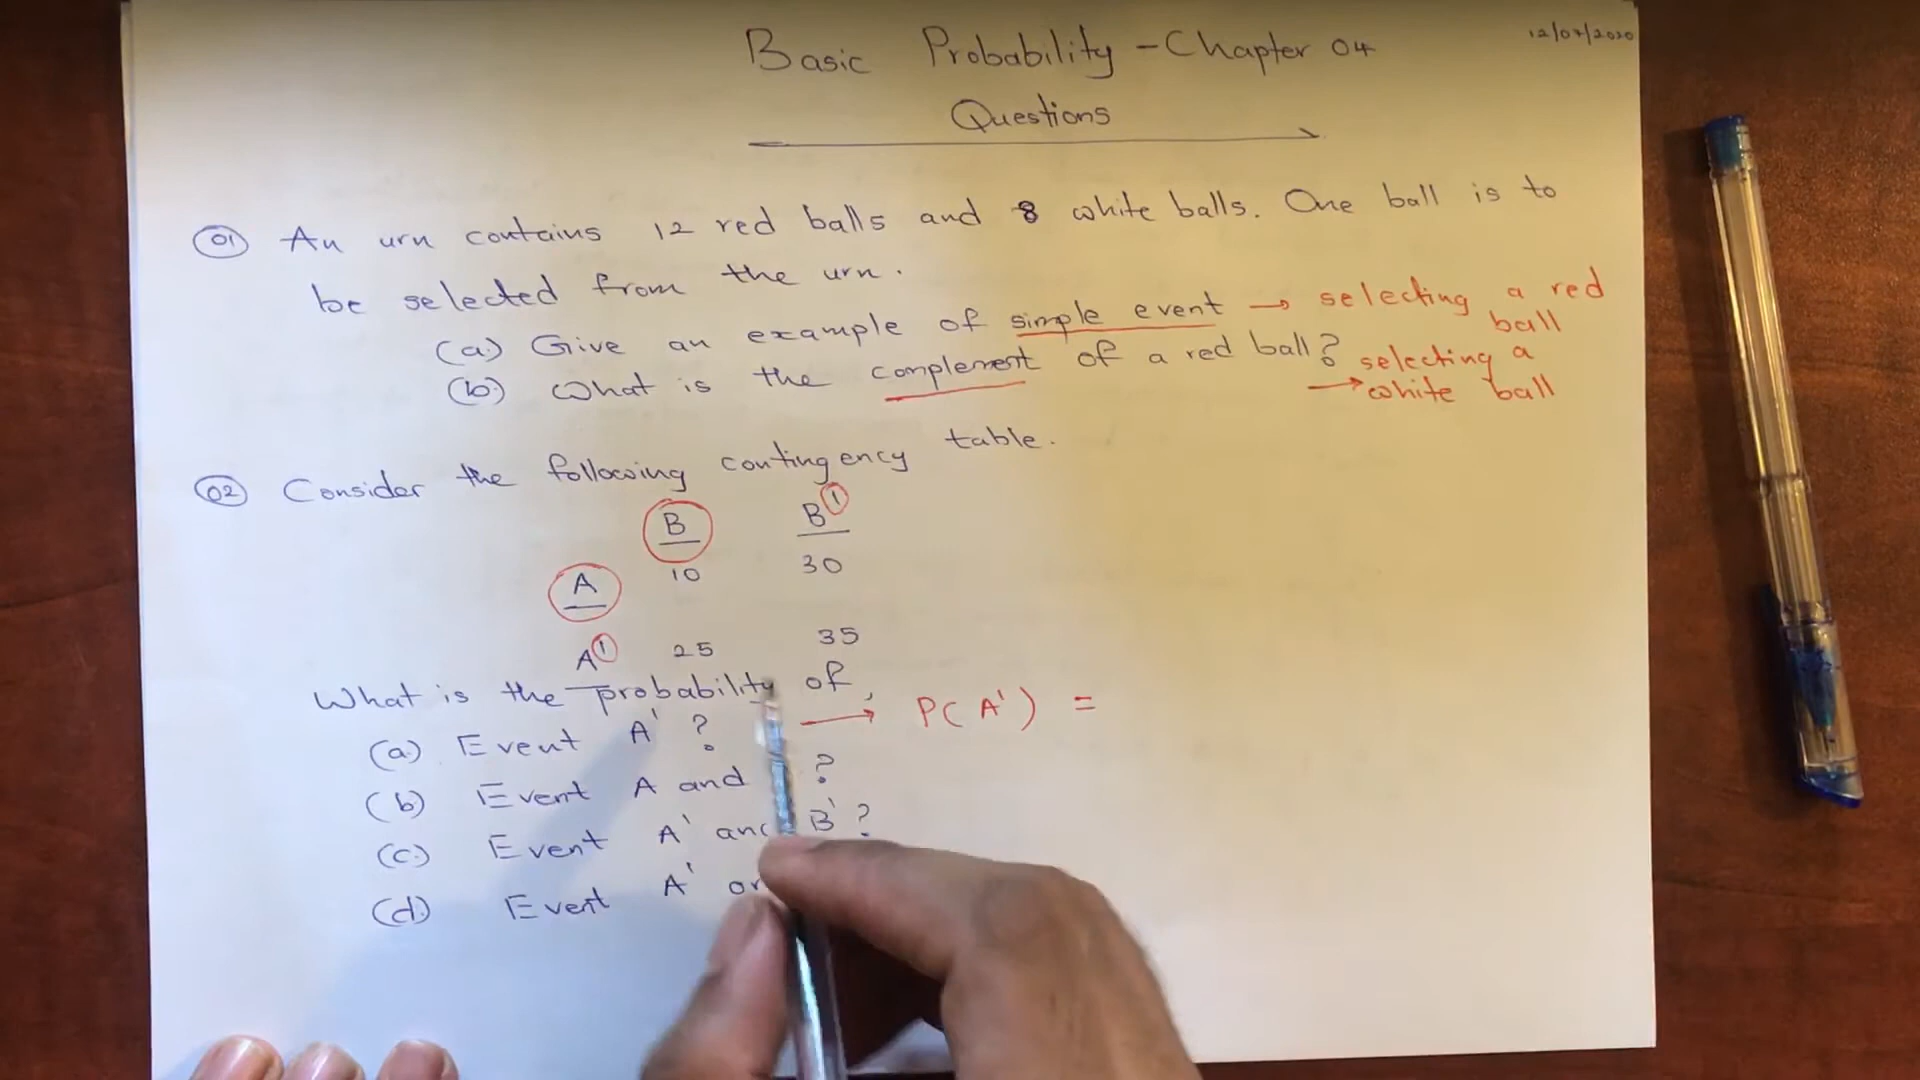 Basic Probability - Chapter 04
Questions
01 An urn contains 12 red balls and 8 white balls. One ball is to
be selected from the urn.
(a.) Give an example of simple event → selecting a red ball
(b.) What is the complement of a red ball? → selecting a white ball
02 Consider the following contingency table.
B B'
A 10 30
A' 25 35
What is the probability of,
(a.) Event A' ? → P(A') =
(b) Event A and ?
(c.) Event A' and B' ?
(d.) Event A' or